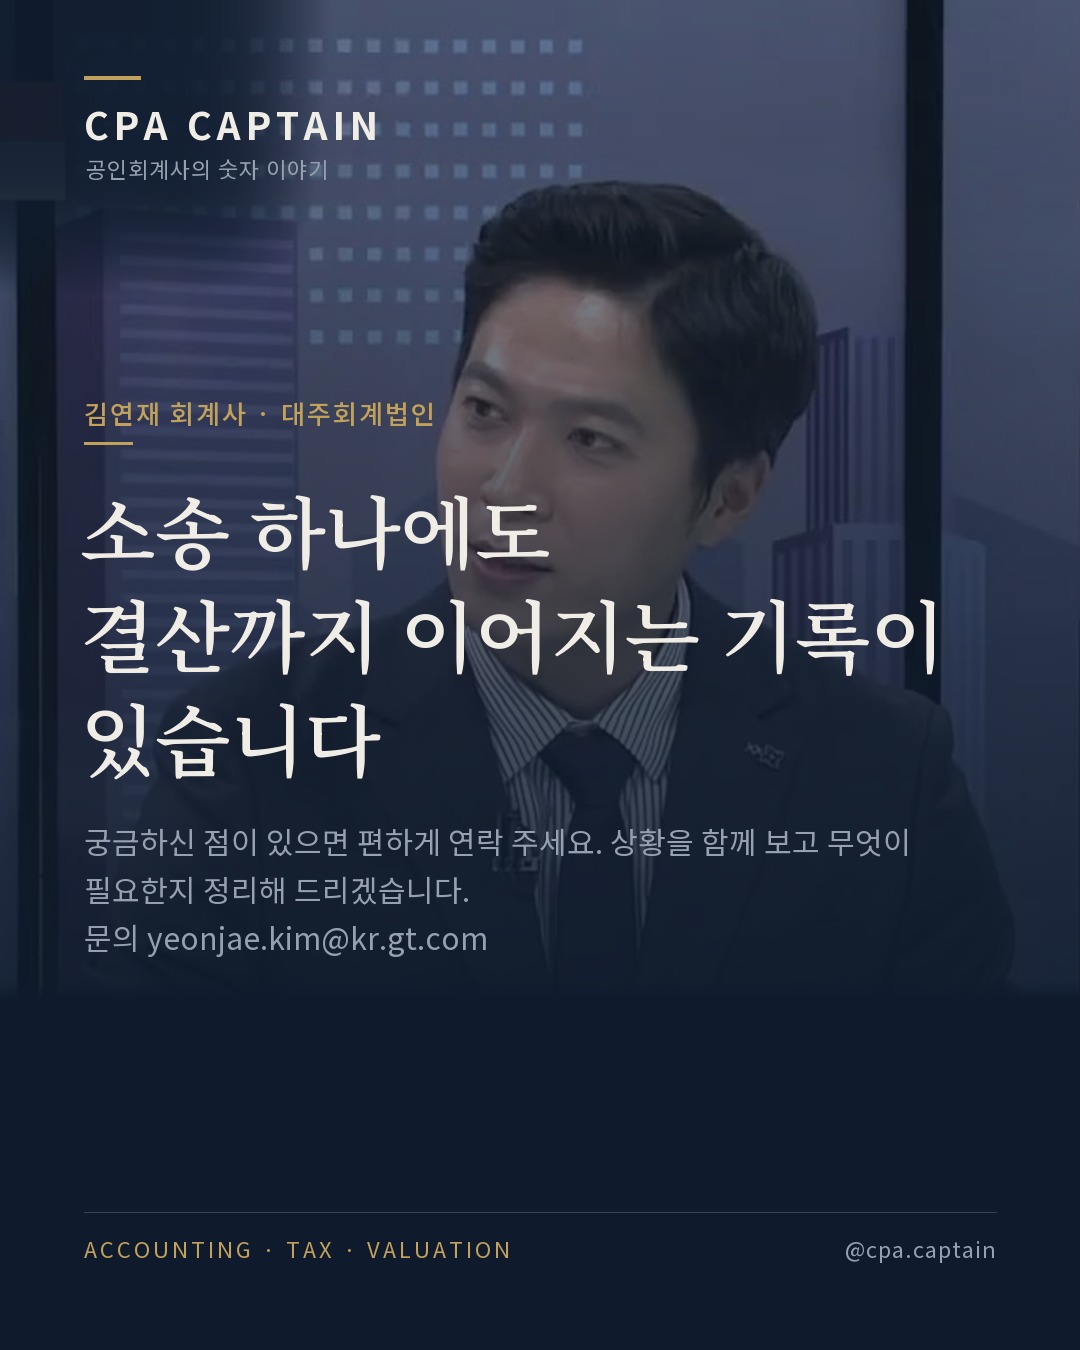 CPA CAPTAIN
공인회계사의 숫자 이야기
김연재 회계사 · 대주회계법인
소송 하나에도
결산까지 이어지는 기록이
있습니다
궁금하신 점이 있으면 편하게 연락 주세요. 상황을 함께 보고 무엇이
필요한지 정리해 드리겠습니다.
문의 yeonjae.kim@kr.gt.com
ACCOUNTING · TAX · VALUATION
@cpa.captain